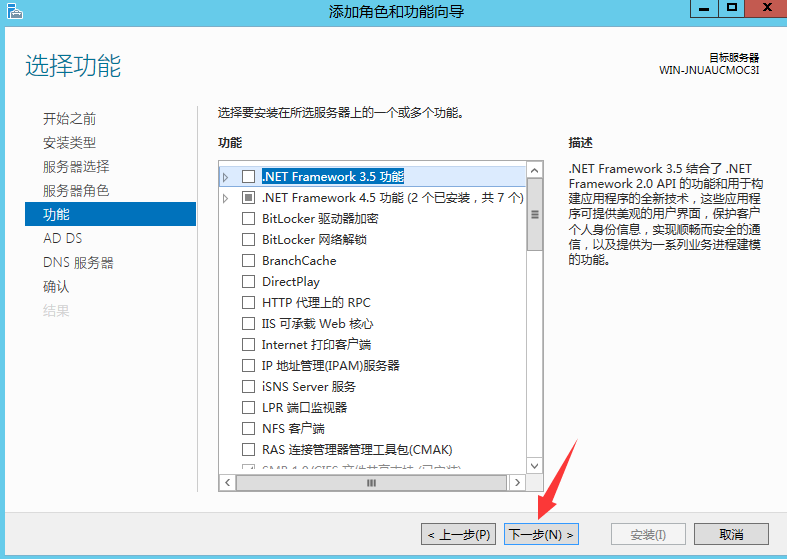 添加角色和功能向导
选择功能
目标服务器
WIN-JNUAUCMOC3I
开始之前
安装类型
服务器选择
服务器角色
功能
AD DS
DNS 服务器
确认
结果
选择要安装在所选服务器上的一个或多个功能。
功能
.NET Framework 3.5 功能
.NET Framework 4.5 功能 (2 个已安装，共 7 个)
BitLocker 驱动器加密
BitLocker 网络解锁
BranchCache
DirectPlay
HTTP 代理上的 RPC
IIS 可承载 Web 核心
Internet 打印客户端
IP 地址管理(IPAM)服务器
iSNS Server 服务
LPR 端口监视器
NFS 客户端
RAS 连接管理器管理工具包(CMAK)
SMB 1.0/CIFS 文件共享支持 (已安装)
描述
.NET Framework 3.5 结合了 .NET
Framework 2.0 API 的功能和用于构
建应用程序的全新技术，这些应用程
序可提供美观的用户界面，保护客户
个人身份信息，实现顺畅而安全的通
信，以及提供为一系列业务进程建模
的功能。
< 上一步(P)
下一步(N) >
安装(I)
取消